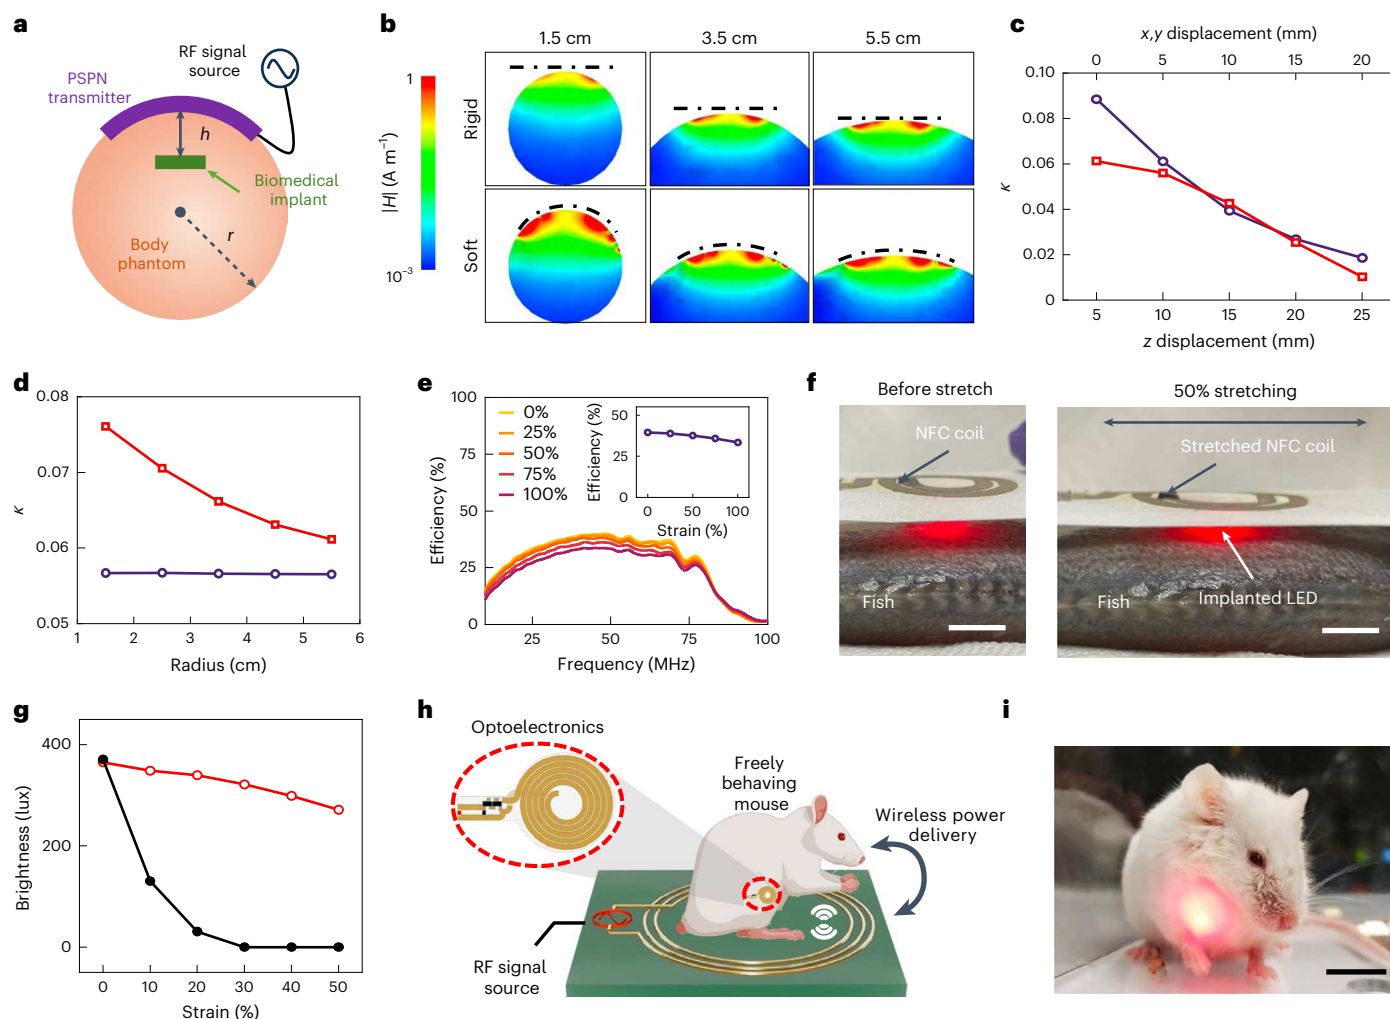 a
RF signal
source
PSPN
transmitter
h
Biomedical
implant
r
Body
phantom
b
1.5 cm
3.5 cm
5.5 cm
1
|H| (A m⁻¹)
10⁻³
Rigid
Soft
c
x,y displacement (mm)
0 5 10 15 20
0.10
0.08
0.06
0.04
0.02
0
κ
5 10 15 20 25
z displacement (mm)
d
0.08
0.07
0.06
0.05
κ
1 2 3 4 5 6
Radius (cm)
e
100
75
50
25
0
Efficiency (%)
0%
25%
50%
75%
100%
50
25
0
Efficiency (%)
0 50 100
Strain (%)
25 50 75 100
Frequency (MHz)
f
Before stretch
NFC coil
Fish
50% stretching
Stretched NFC coil
Implanted LED
Fish
g
400
200
0
Brightness (lux)
0 10 20 30 40 50
Strain (%)
h
Optoelectronics
Freely
behaving
mouse
Wireless power
delivery
RF signal
source
i